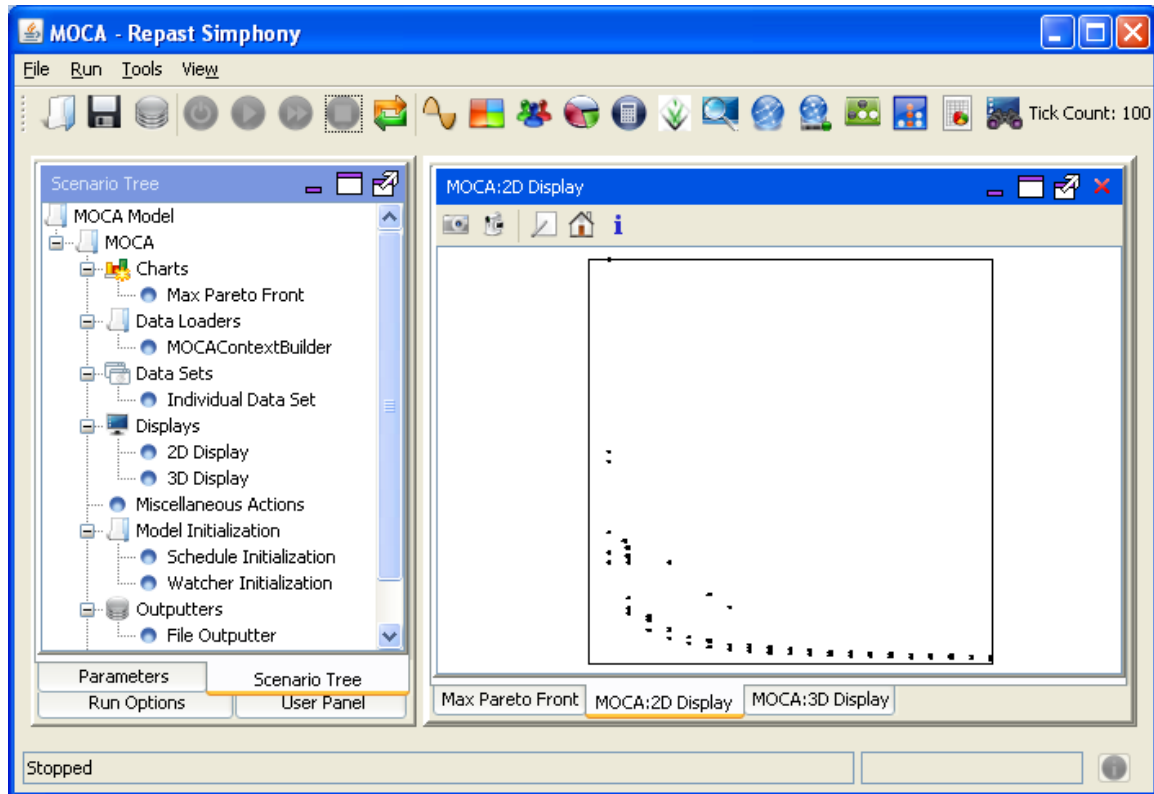 MOCA - Repast Simphony
File Run Tools View
Tick Count: 100
Scenario Tree
MOCA Model
MOCA
Charts
Max Pareto Front
Data Loaders
MOCAContextBuilder
Data Sets
Individual Data Set
Displays
2D Display
3D Display
Miscellaneous Actions
Model Initialization
Schedule Initialization
Watcher Initialization
Outputters
File Outputter
Parameters Scenario Tree
Run Options User Panel
MOCA:2D Display
i
Max Pareto Front MOCA:2D Display MOCA:3D Display
Stopped